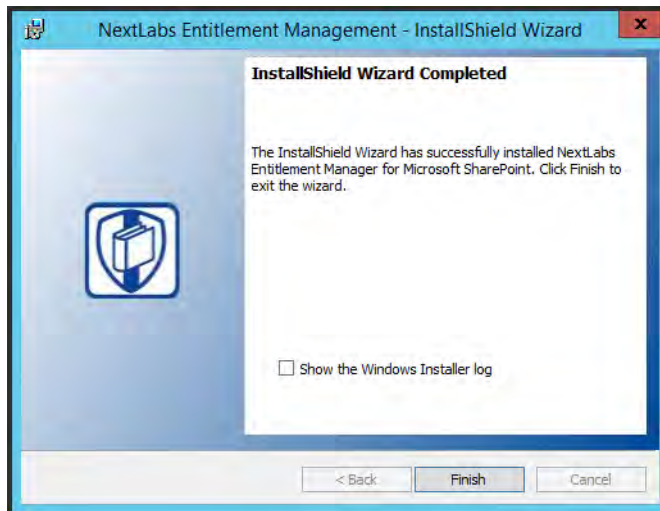 NextLabs Entitlement Management - InstallShield Wizard
x
InstallShield Wizard Completed
The InstallShield Wizard has successfully installed NextLabs
Entitlement Manager for Microsoft SharePoint. Click Finish to
exit the wizard.
Show the Windows Installer log
< Back
Finish
Cancel